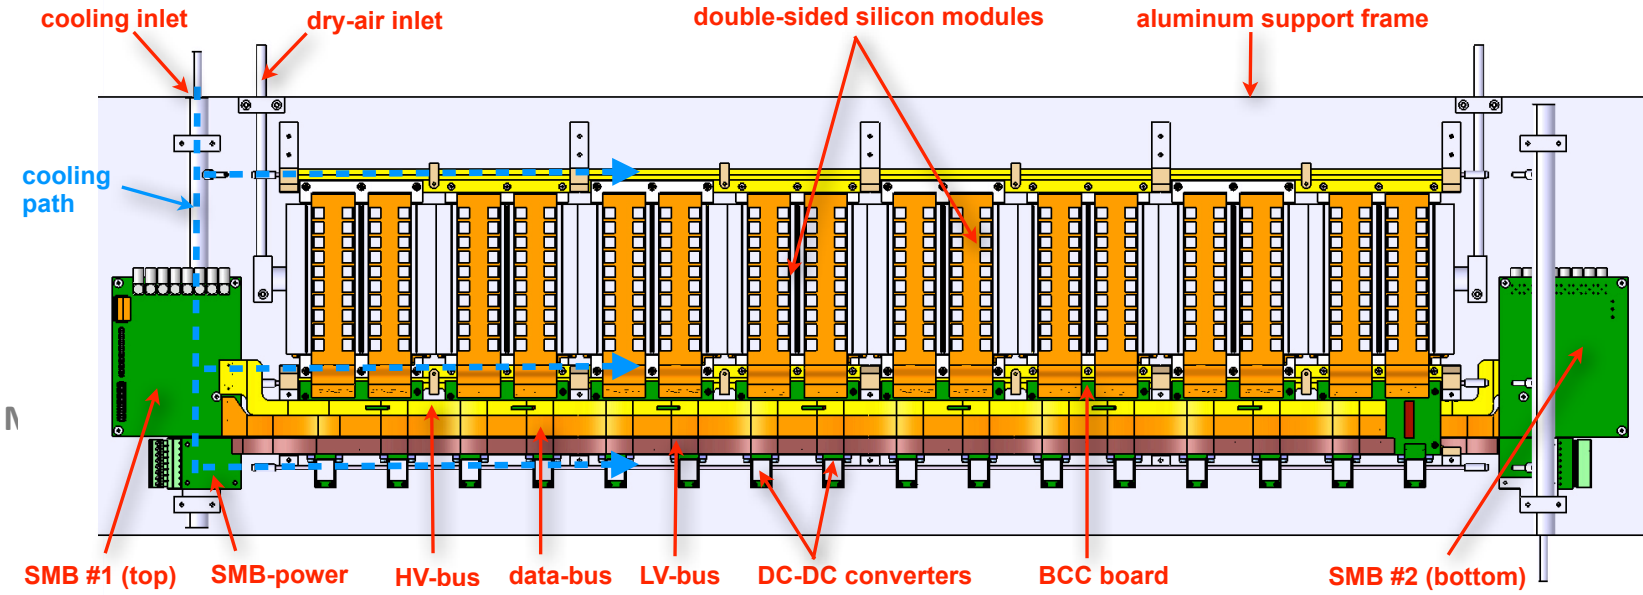 cooling inlet
dry-air inlet
double-sided silicon modules
aluminum support frame
cooling
path
M
SMB #1 (top)
SMB-power
HV-bus
data-bus
LV-bus
DC-DC converters
BCC board
SMB #2 (bottom)